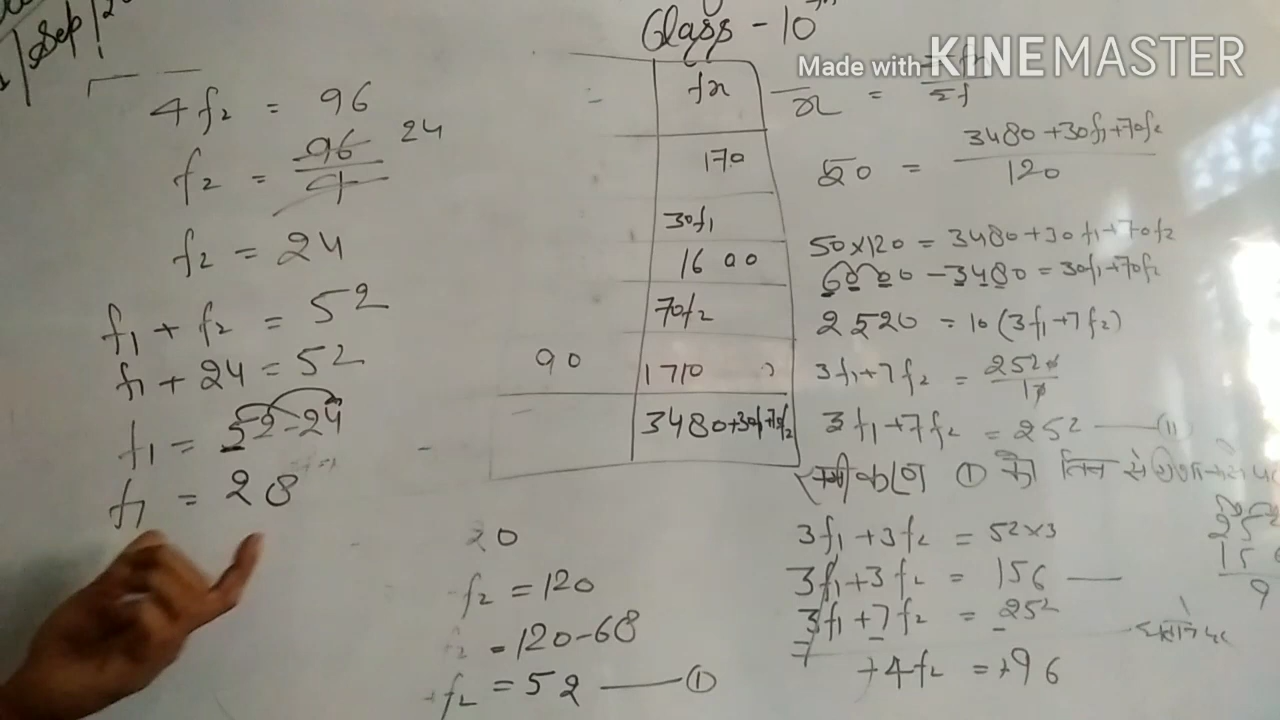 Sep
Class - 10th
Made with KINEMASTER
4f₂ = 96
f₂ = 96/4 24
f₂ = 24
f₁ + f₂ = 52
f₁ + 24 = 52
f₁ = 52-24
f₁ = 28
fx
170
30f₁
1600
70f₂
90 1710
3480+30f₁+70f₂
20
f₂ = 120
= 120-68
f₂ = 52 — ①
x̄ =
50 = 3480+30f₁+70f₂/120
50×120 = 3480+30f₁+70f₂
6000 - 3480 = 30f₁+70f₂
2520 = 10(3f₁+7f₂)
3f₁+7f₂ = 2520/10
3f₁+7f₂ = 252 — (11)
समीकरण ① को तिन से
3f₁+3f₂ = 52×3
3f₁+3f₂ = 156 —
3f₁+7f₂ = 252
+4f₂ = +96